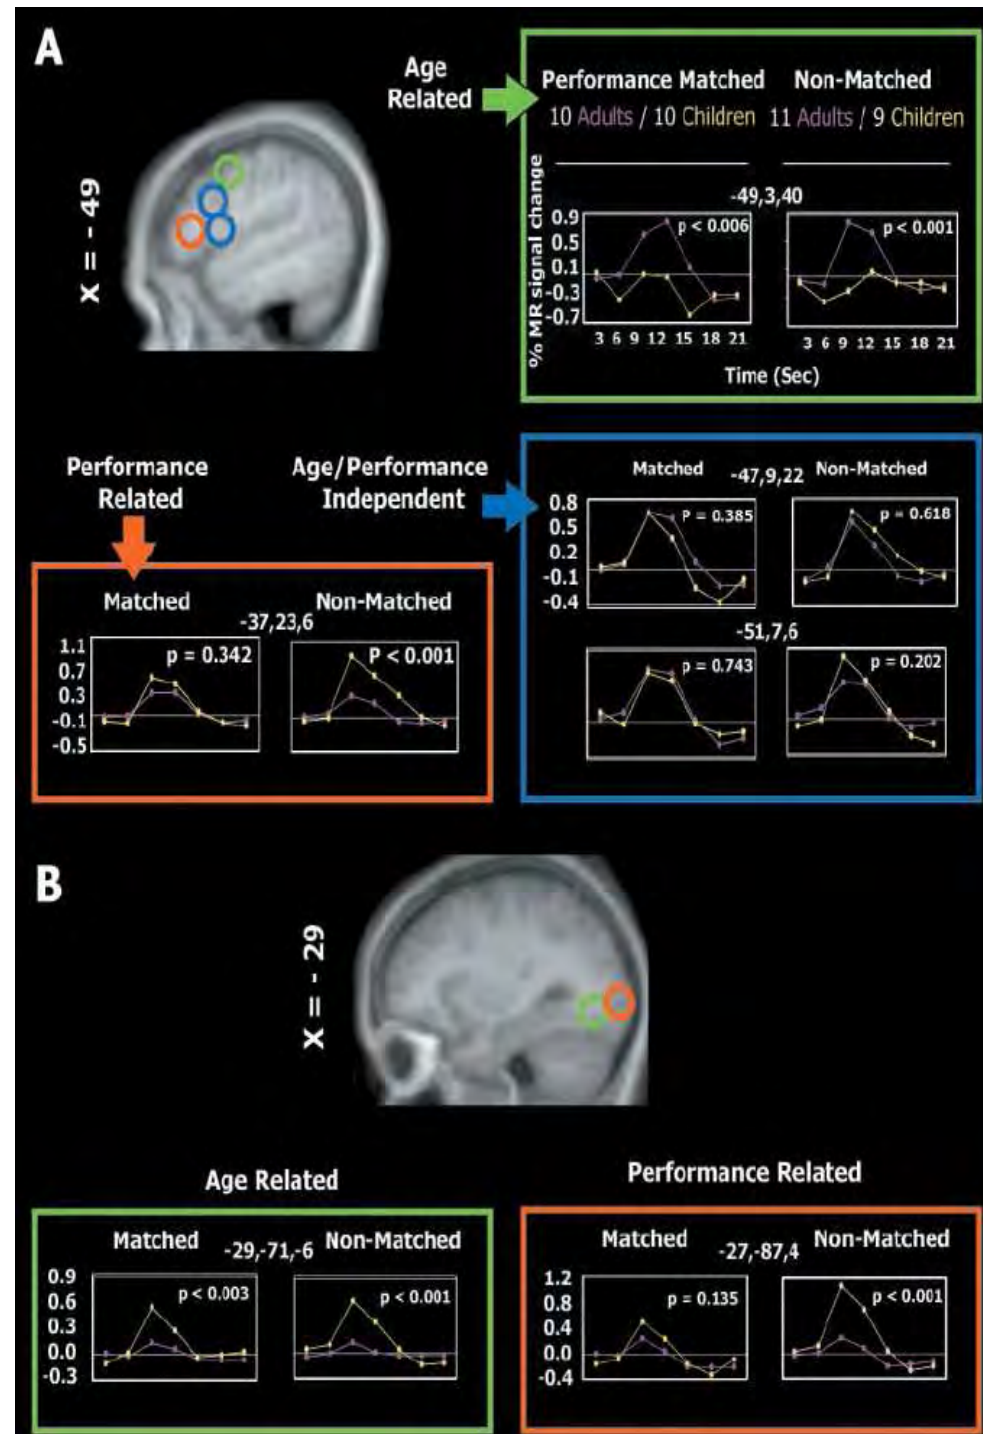 A
Age
Related
Performance Matched Non-Matched
10 Adults / 10 Children 11 Adults / 9 Children
X = - 49
% MR signal change
-49,3,40
0.9
0.5
0.1
-0.3
-0.7
p < 0.006
p < 0.001
3 6 9 12 15 18 21
3 6 9 12 15 18 21
Time (Sec)
Performance
Related
Age/Performance
Independent
Matched -47,9,22 Non-Matched
0.8
0.5
0.2
-0.1
-0.4
P = 0.385
p = 0.618
-51,7,6
p = 0.743
p = 0.202
Matched Non-Matched
-37,23,6
1.1
0.7
0.3
-0.1
-0.5
p = 0.342
P < 0.001
B
X = - 29
Age Related
Matched -29,-71,-6 Non-Matched
0.9
0.6
0.3
0.0
-0.3
p < 0.003
p < 0.001
Performance Related
Matched -27,-87,4 Non-Matched
1.2
0.8
0.4
0.0
-0.4
p = 0.135
p < 0.001